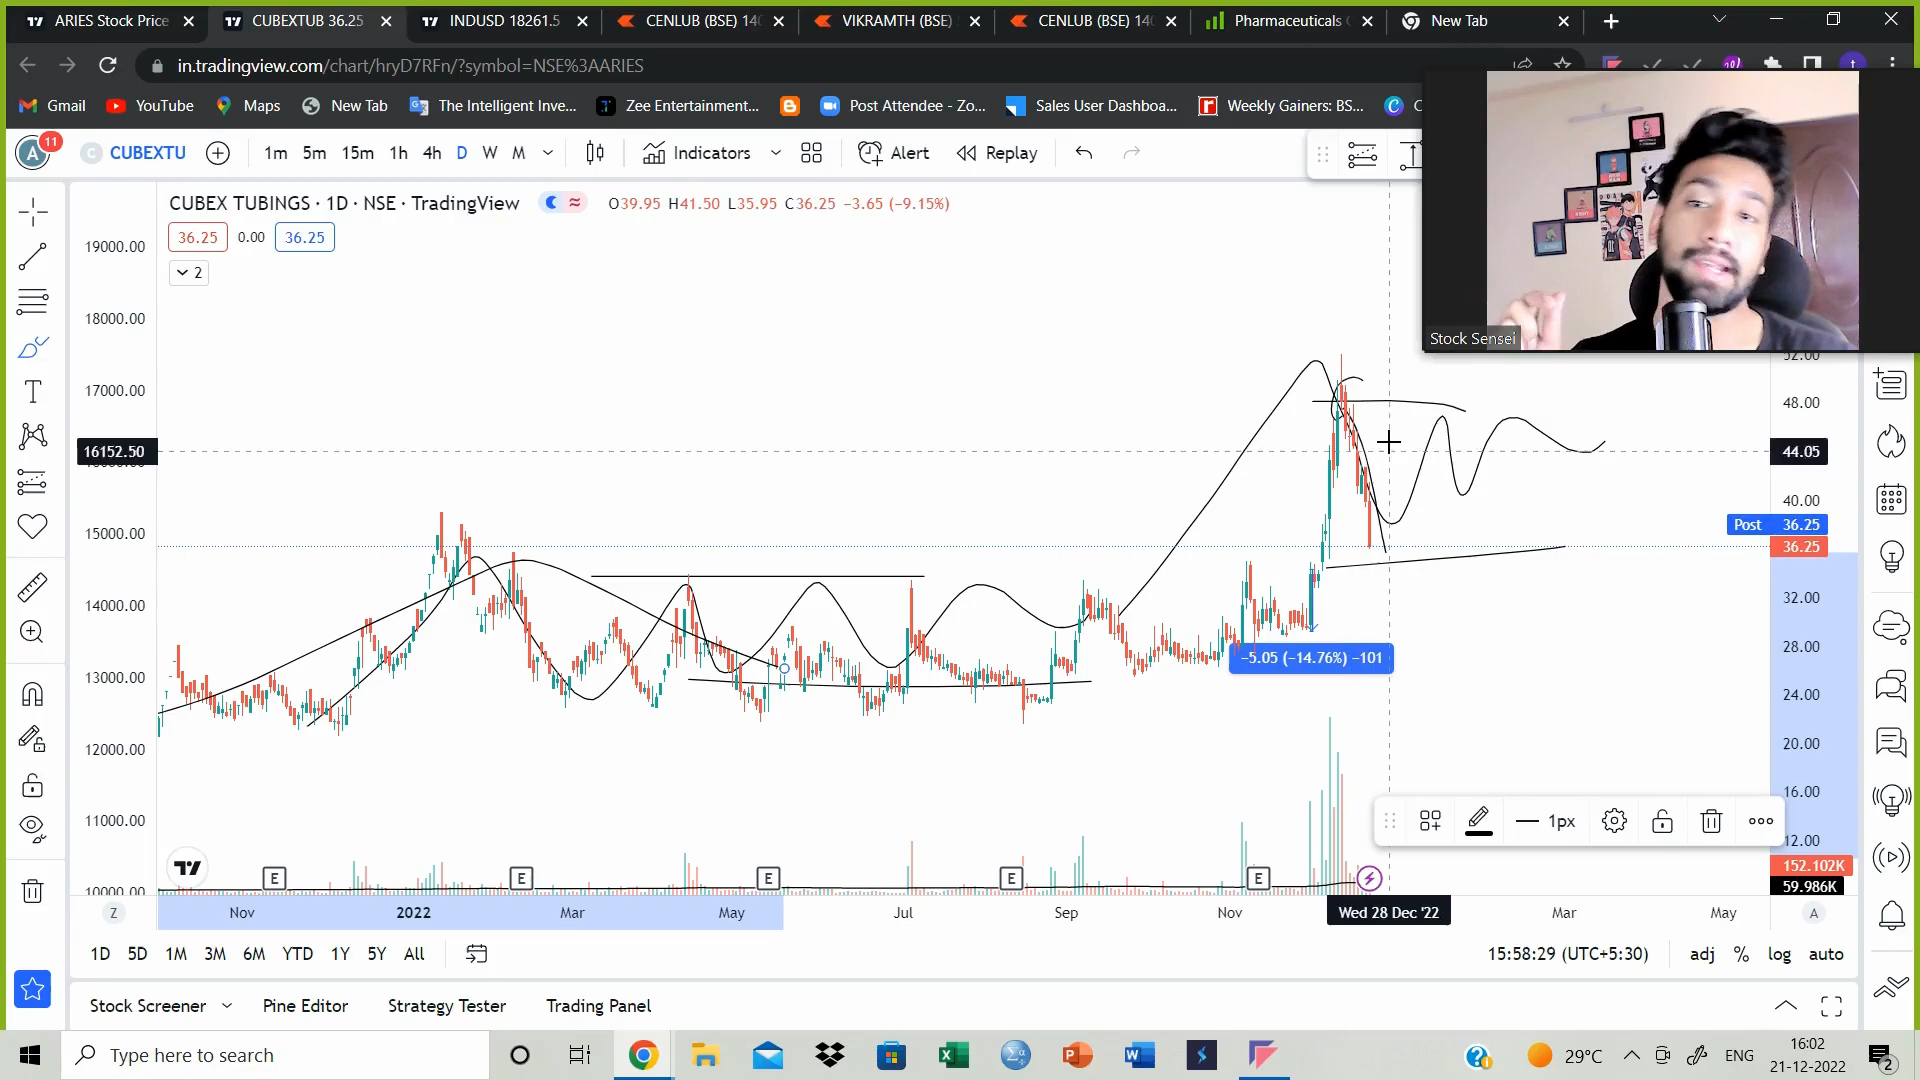 ARIES Stock Price
CUBEXTUB 36.25
INDUSD 18261.5
CENLUB (BSE) 140
VIKRAMTH (BSE)
CENLUB (BSE) 140
Pharmaceuticals
New Tab
in.tradingview.com/chart/hryD7RFn/?symbol=NSE%3AARIES
Gmail
YouTube
Maps
New Tab
The Intelligent Inve...
Zee Entertainment...
Post Attendee - Zo...
Sales User Dashboa...
Weekly Gainers: BS...
A
11
C
CUBEXTU
1m 5m 15m 1h 4h D W M
Indicators
Alert
Replay
CUBEX TUBINGS · 1D · NSE · TradingView
O39.95 H41.50 L35.95 C36.25 −3.65 (−9.15%)
36.25 0.00 36.25
2
Stock Sensei
19000.00
18000.00
17000.00
16152.50
15000.00
14000.00
13000.00
12000.00
11000.00
10000.00
52.00
48.00
44.05
40.00
Post 36.25
36.25
32.00
28.00
24.00
20.00
16.00
12.00
152.102K
59.986K
−5.05 (−14.76%) −101
1px
E E E E E
Z
Nov 2022 Mar May Jul Sep Nov Wed 28 Dec '22 Mar May
A
1D 5D 1M 3M 6M YTD 1Y 5Y All
15:58:29 (UTC+5:30)
adj % log auto
Stock Screener
Pine Editor
Strategy Tester
Trading Panel
Type here to search
29°C
ENG
16:02
21-12-2022
2